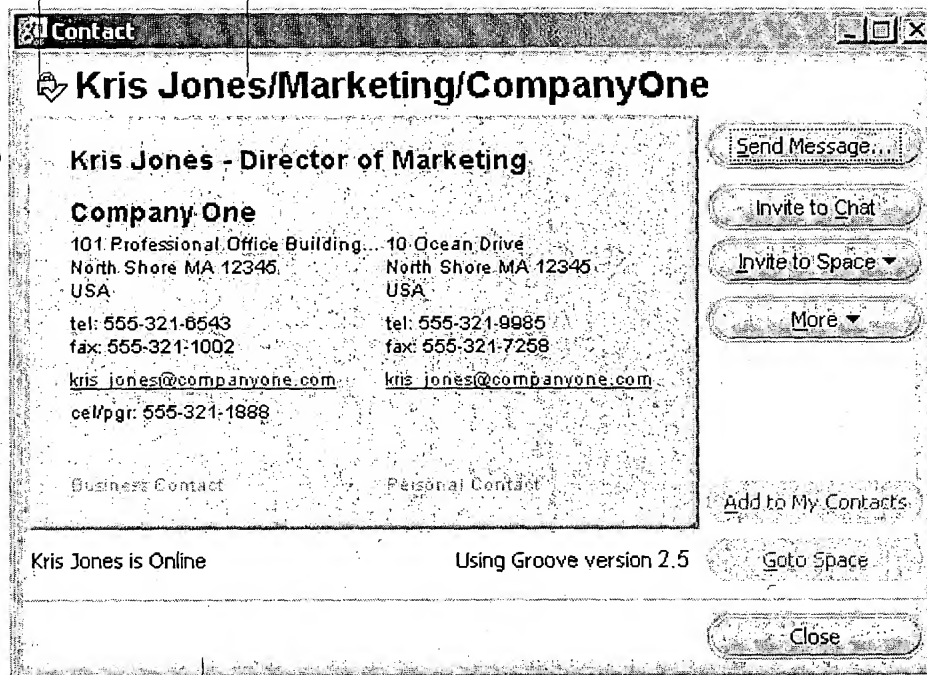 Contact
Kris Jones/Marketing/CompanyOne
Kris Jones - Director of Marketing
Company One
101 Professional Office Building... 10 Ocean Drive
North Shore MA 12345 North Shore MA 12345
USA USA
tel: 555-321-6543 tel: 555-321-9985
fax: 555-321-1002 fax: 555-321-7258
kris_jones@companyone.com kris_jones@companyone.com
cel/pgr: 555-321-1888
Business Contact Personal Contact
Send Message...
Invite to Chat
Invite to Space
More
Add to My Contacts
Kris Jones is Online Using Groove version 2.5 Goto Space
Close